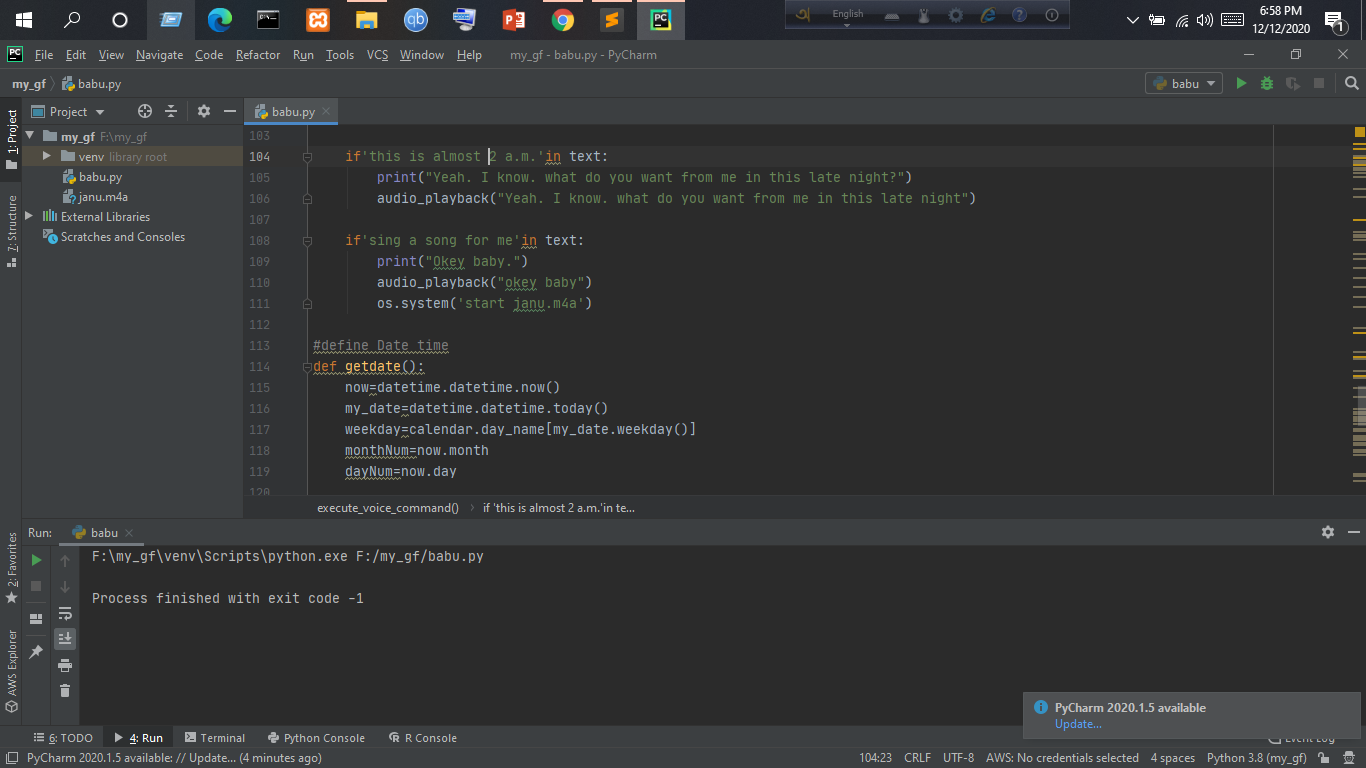 English
6:58 PM
12/12/2020
1
File Edit View Navigate Code Refactor Run Tools VCS Window Help my_gf - babu.py - PyCharm
my_gf babu.py
babu
Project
babu.py
1: Project
7: Structure
2: Favorites
AWS Explorer
my_gf F:\my_gf
venv library root
babu.py
janu.m4a
External Libraries
Scratches and Consoles
103
104 if'this is almost 2 a.m.'in text:
105 print("Yeah. I know. what do you want from me in this late night?")
106 audio_playback("Yeah. I know. what do you want from me in this late night")
107
108 if'sing a song for me'in text:
109 print("Okey baby.")
110 audio_playback("okey baby")
111 os.system('start janu.m4a')
112
113 #define Date time
114 def getdate():
115 now=datetime.datetime.now()
116 my_date=datetime.datetime.today()
117 weekday=calendar.day_name[my_date.weekday()]
118 monthNum=now.month
119 dayNum=now.day
120
execute_voice_command() if 'this is almost 2 a.m.'in te...
Run: babu
F:\my_gf\venv\Scripts\python.exe F:/my_gf/babu.py
Process finished with exit code -1
PyCharm 2020.1.5 available
Update...
6: TODO 4: Run Terminal Python Console R Console Event Log
PyCharm 2020.1.5 available: // Update... (4 minutes ago) 104:23 CRLF UTF-8 AWS: No credentials selected 4 spaces Python 3.8 (my_gf)